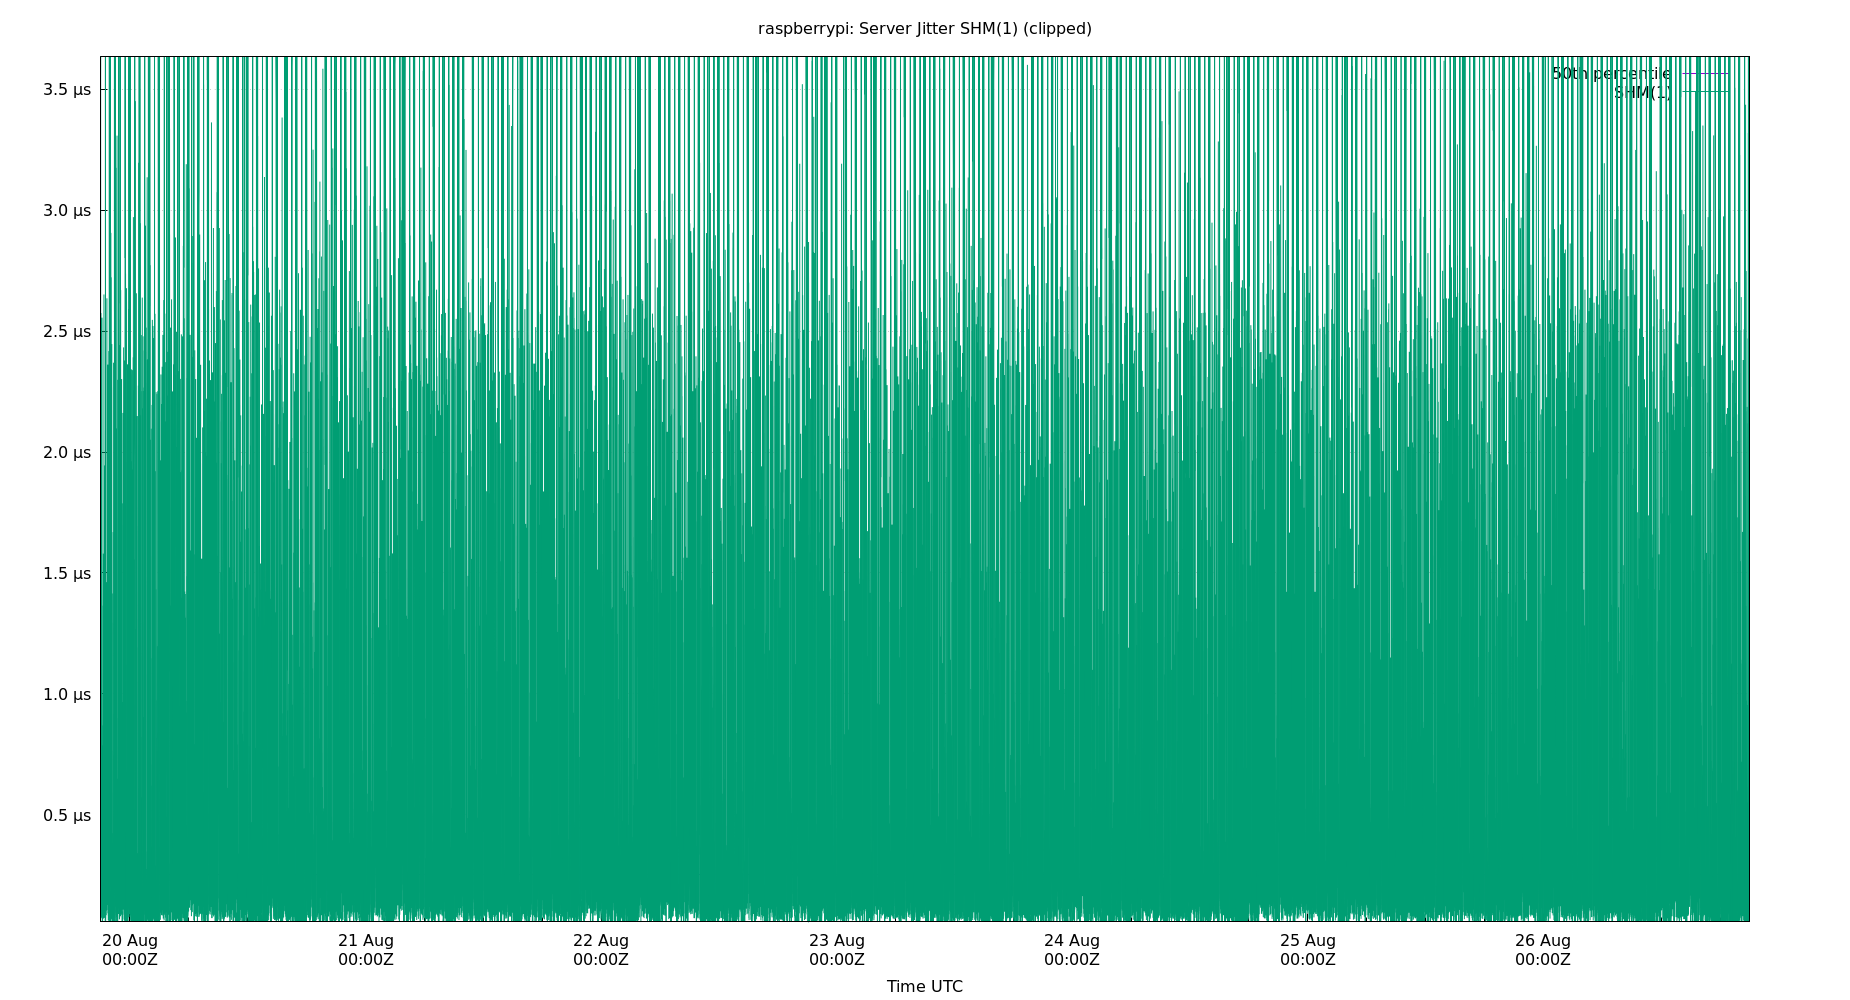 raspberrypi: Server Jitter SHM(1) (clipped)
50th percentile
SHM(1)
3.5 µs
3.0 µs
2.5 µs
2.0 µs
1.5 µs
1.0 µs
0.5 µs
20 Aug 21 Aug 22 Aug 23 Aug 24 Aug 25 Aug 26 Aug
00:00Z 00:00Z 00:00Z 00:00Z 00:00Z 00:00Z 00:00Z
Time UTC